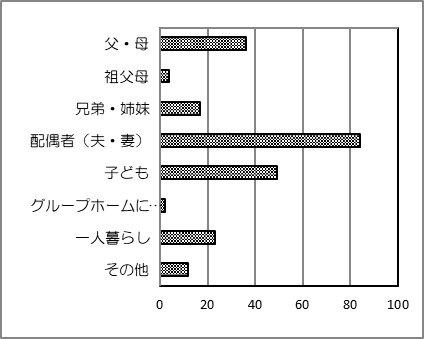 父・母
祖父母
兄弟・姉妹
配偶者（夫・妻）
子ども
グループホームに…
一人暮らし
その他
0 20 40 60 80 100